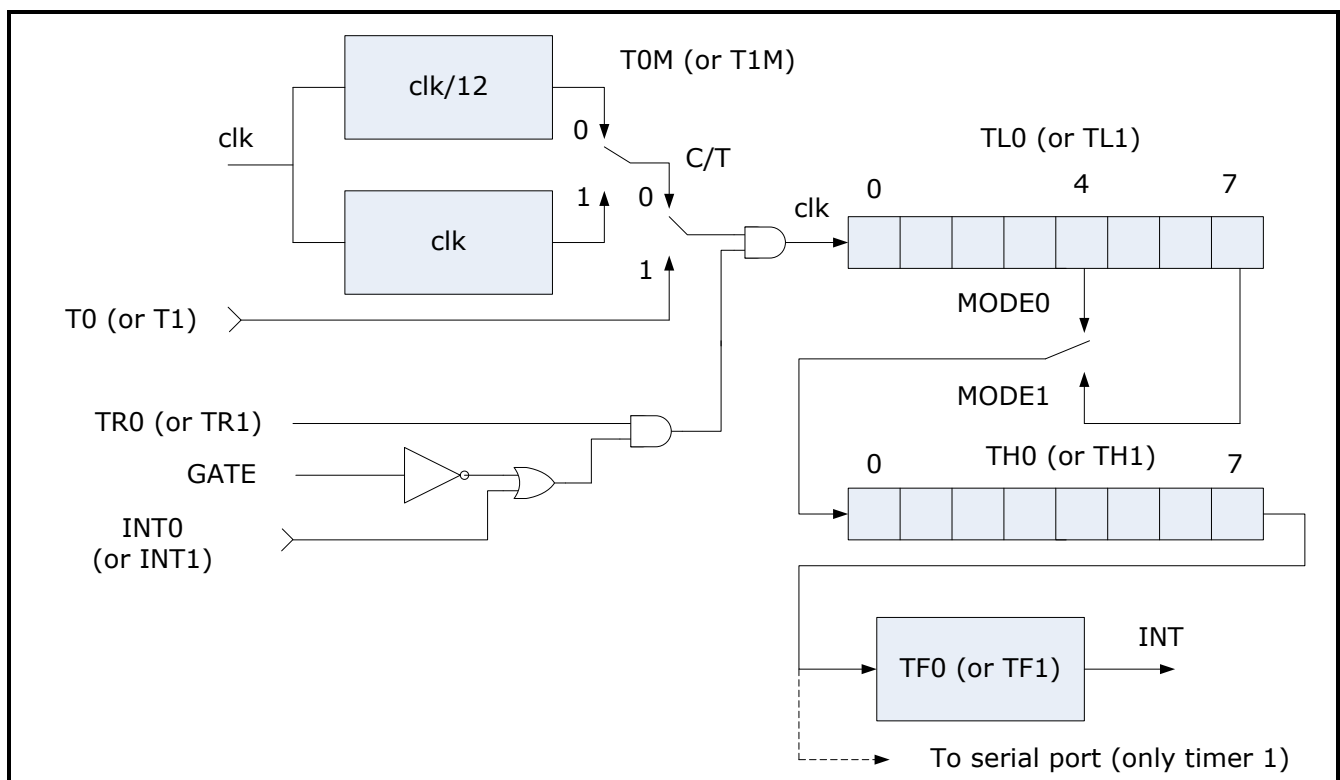 T0M (or T1M)
clk/12
clk
0
C/T
TL0 (or TL1)
0 4 7
1
0
clk
clk
1
T0 (or T1)
MODE0
MODE1
TR0 (or TR1)
GATE
TH0 (or TH1)
0 7
INT0
(or INT1)
INT
TF0 (or TF1)
To serial port (only timer 1)